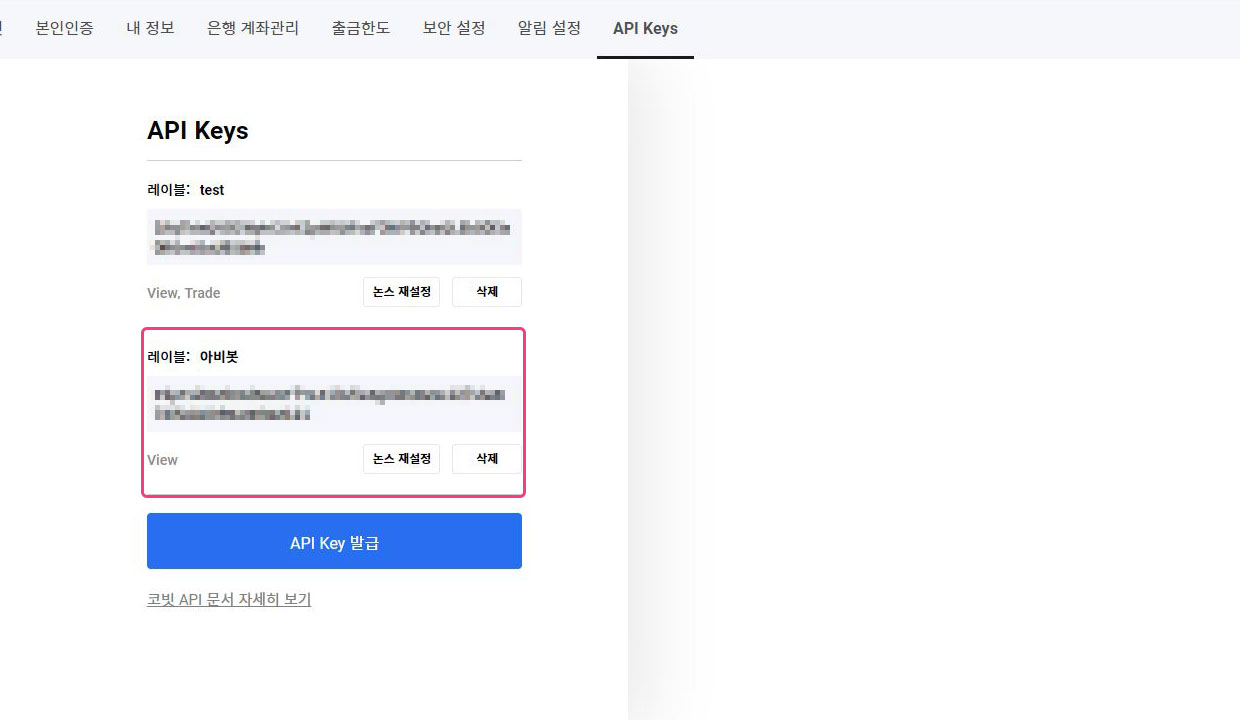 본인인증 내 정보 은행 계좌관리 출금한도 보안 설정 알림 설정 API Keys
API Keys
레이블: test
View, Trade 논스 재설정 삭제
레이블: 아비봇
View 논스 재설정 삭제
API Key 발급
코빗 API 문서 자세히 보기